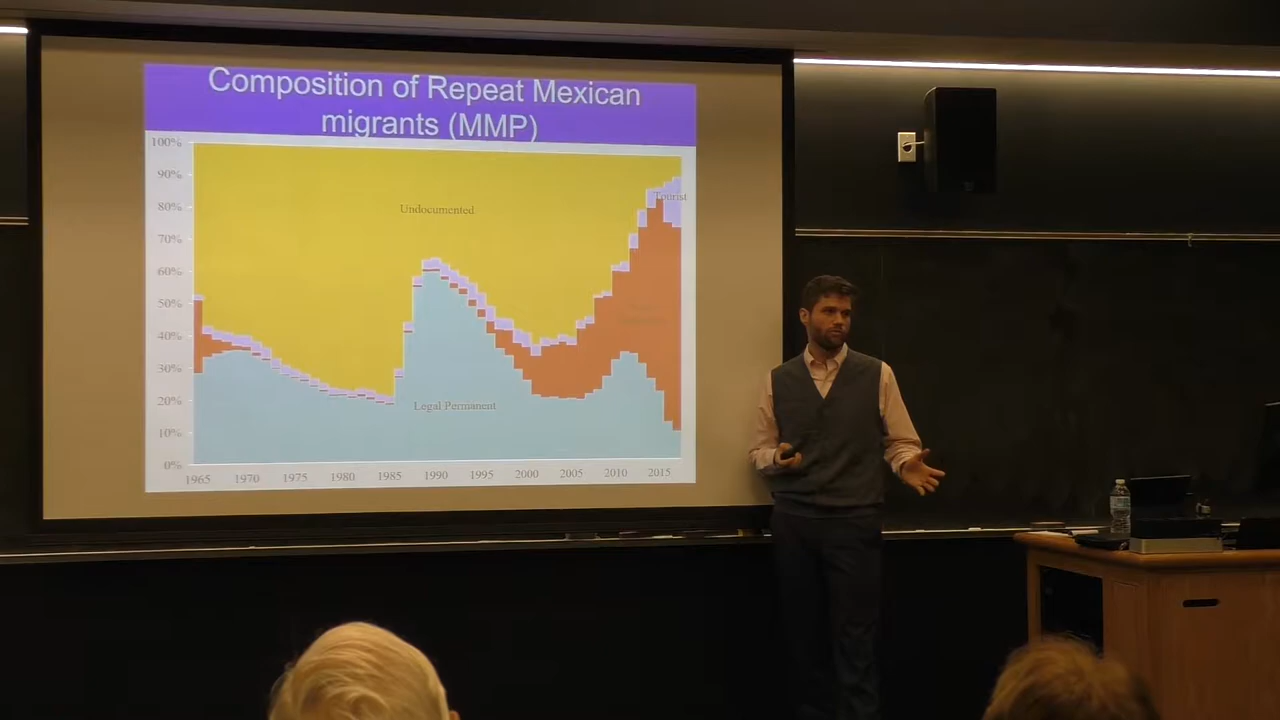 Composition of Repeat Mexican
migrants (MMP)
100%
90%
80%
70%
60%
50%
40%
30%
20%
10%
0%
Undocumented
Tourist
Legal Permanent
1965 1970 1975 1980 1985 1990 1995 2000 2005 2010 2015